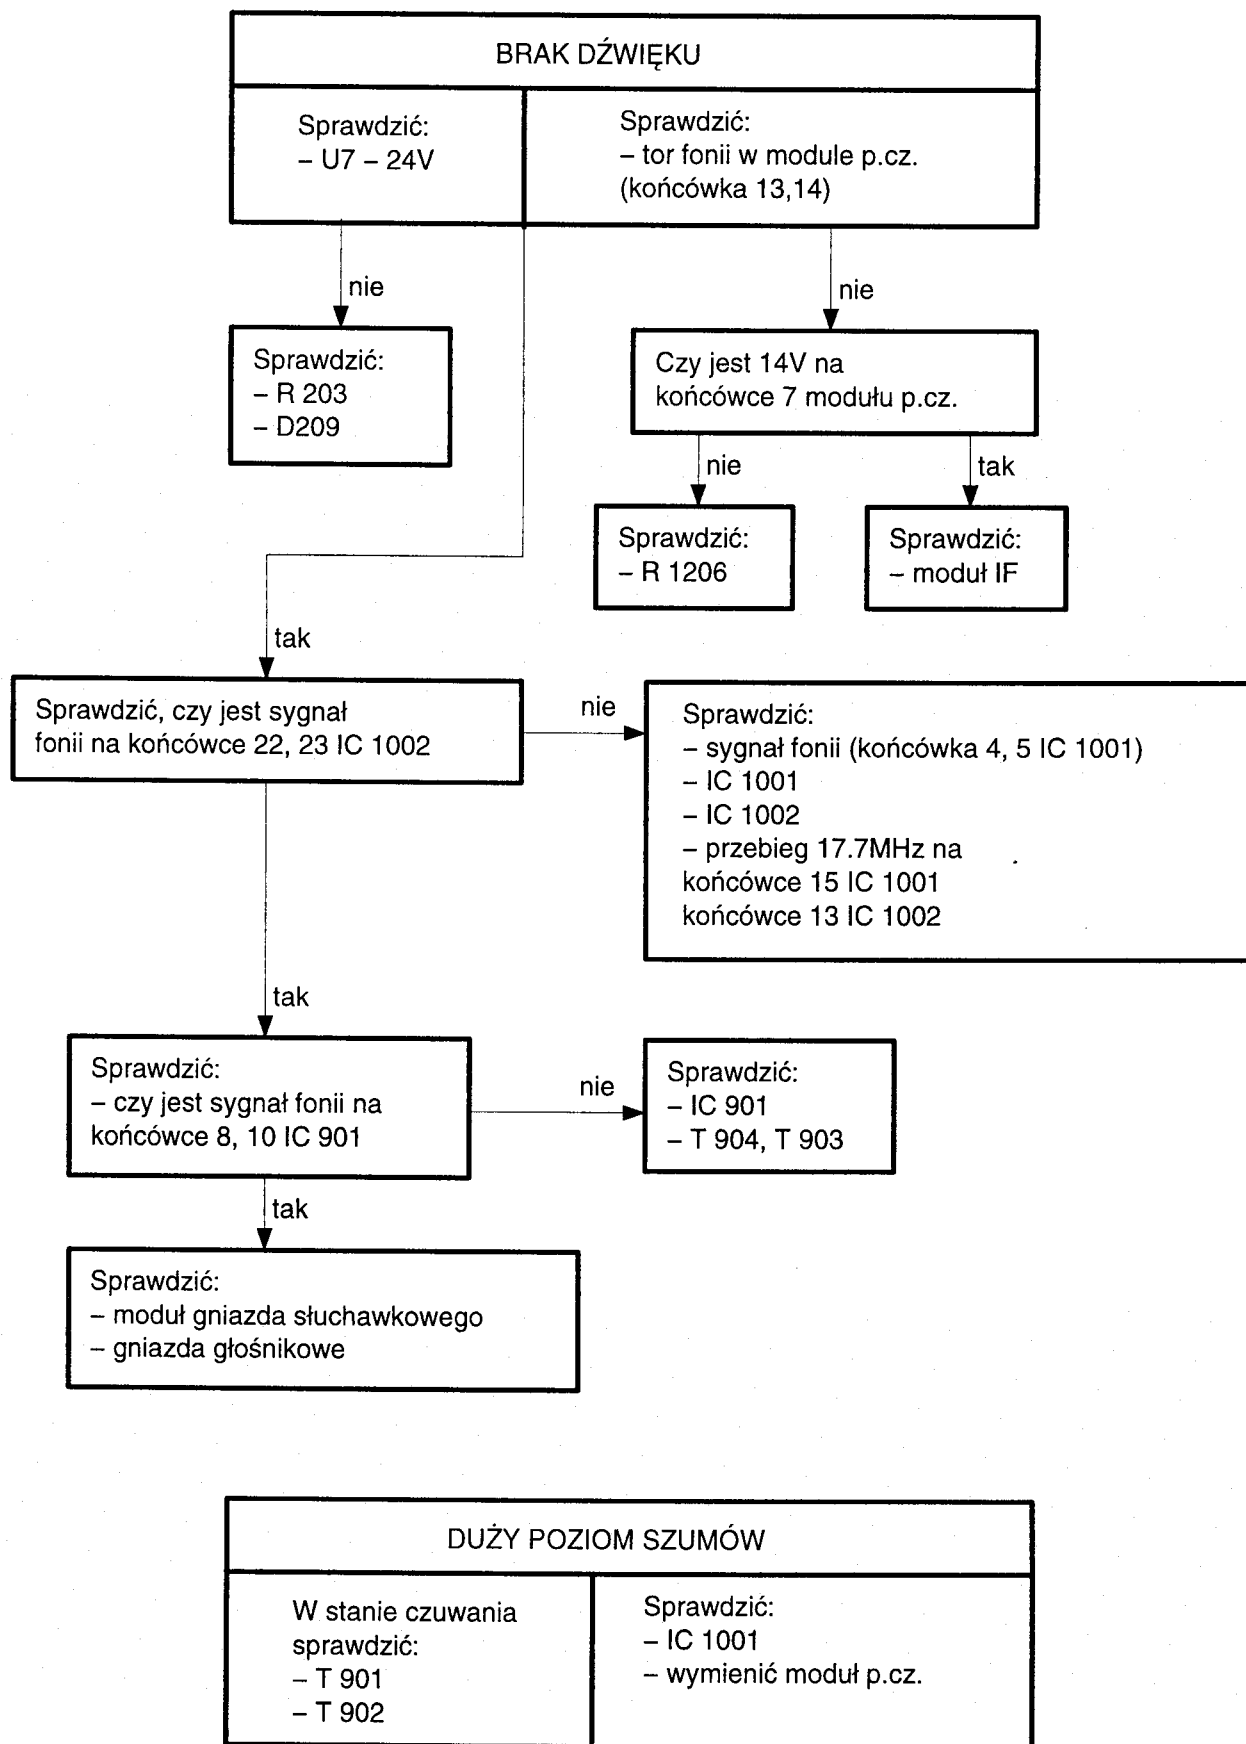 BRAK DŹWIĘKU
Sprawdzić:
– U7 – 24V
Sprawdzić:
– tor fonii w module p.cz.
(końcówka 13,14)
nie
nie
Sprawdzić:
– R 203
– D209
Czy jest 14V na
końcówce 7 modułu p.cz.
nie
tak
Sprawdzić:
– R 1206
Sprawdzić:
– moduł IF
tak
Sprawdzić, czy jest sygnał
fonii na końcówce 22, 23 IC 1002
nie
Sprawdzić:
– sygnał fonii (końcówka 4, 5 IC 1001)
– IC 1001
– IC 1002
– przebieg 17.7MHz na
końcówce 15 IC 1001
końcówce 13 IC 1002
tak
Sprawdzić:
– czy jest sygnał fonii na
końcówce 8, 10 IC 901
nie
Sprawdzić:
– IC 901
– T 904, T 903
tak
Sprawdzić:
– moduł gniazda słuchawkowego
– gniazda głośnikowe
DUŻY POZIOM SZUMÓW
W stanie czuwania
sprawdzić:
– T 901
– T 902
Sprawdzić:
– IC 1001
– wymienić moduł p.cz.